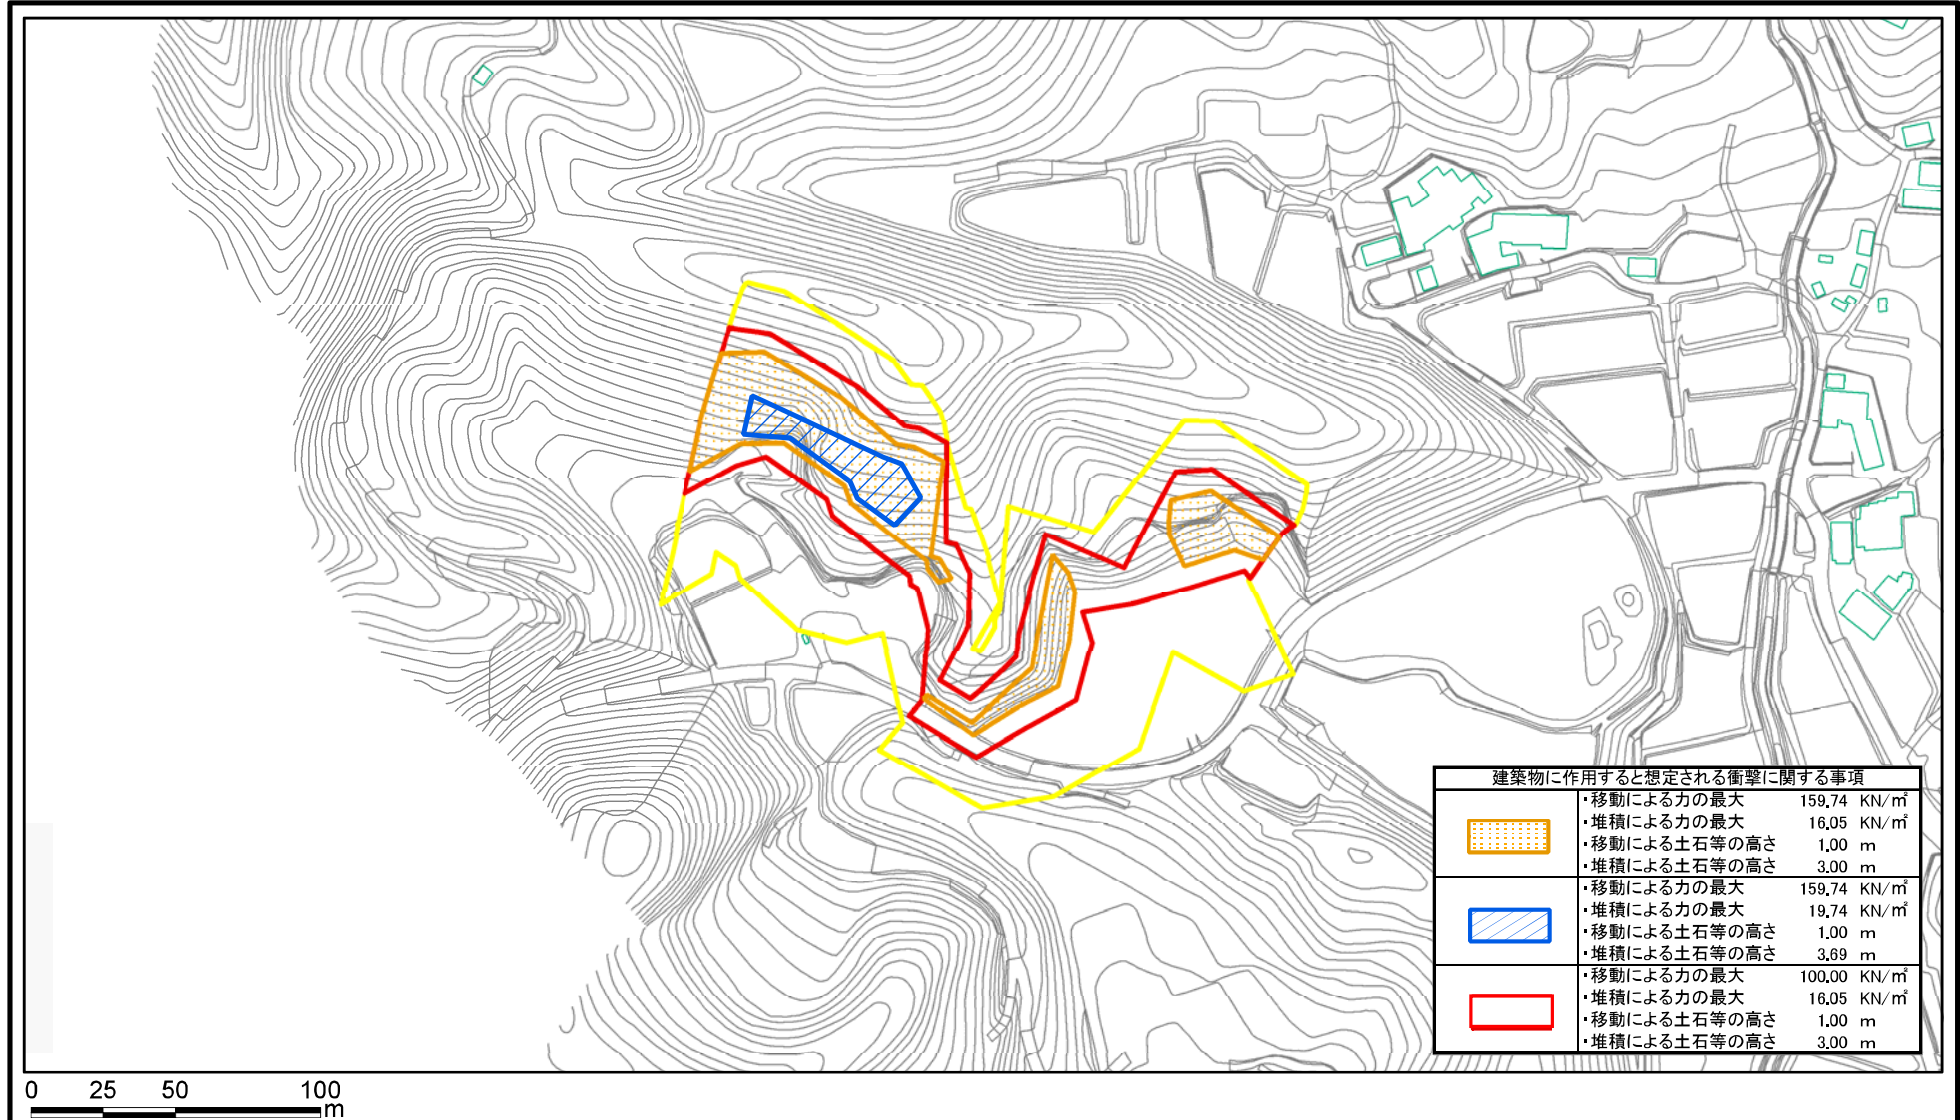 建築物に作用すると想定される衝撃に関する事項
・移動による力の最大 159.74 KN/㎡
・堆積による力の最大 16.05 KN/㎡
・移動による土石等の高さ 1.00 m
・堆積による土石等の高さ 3.00 m
・移動による力の最大 159.74 KN/㎡
・堆積による力の最大 19.74 KN/㎡
・移動による土石等の高さ 1.00 m
・堆積による土石等の高さ 3.69 m
・移動による力の最大 100.00 KN/㎡
・堆積による力の最大 16.05 KN/㎡
・移動による土石等の高さ 1.00 m
・堆積による土石等の高さ 3.00 m
0 25 50 100
m